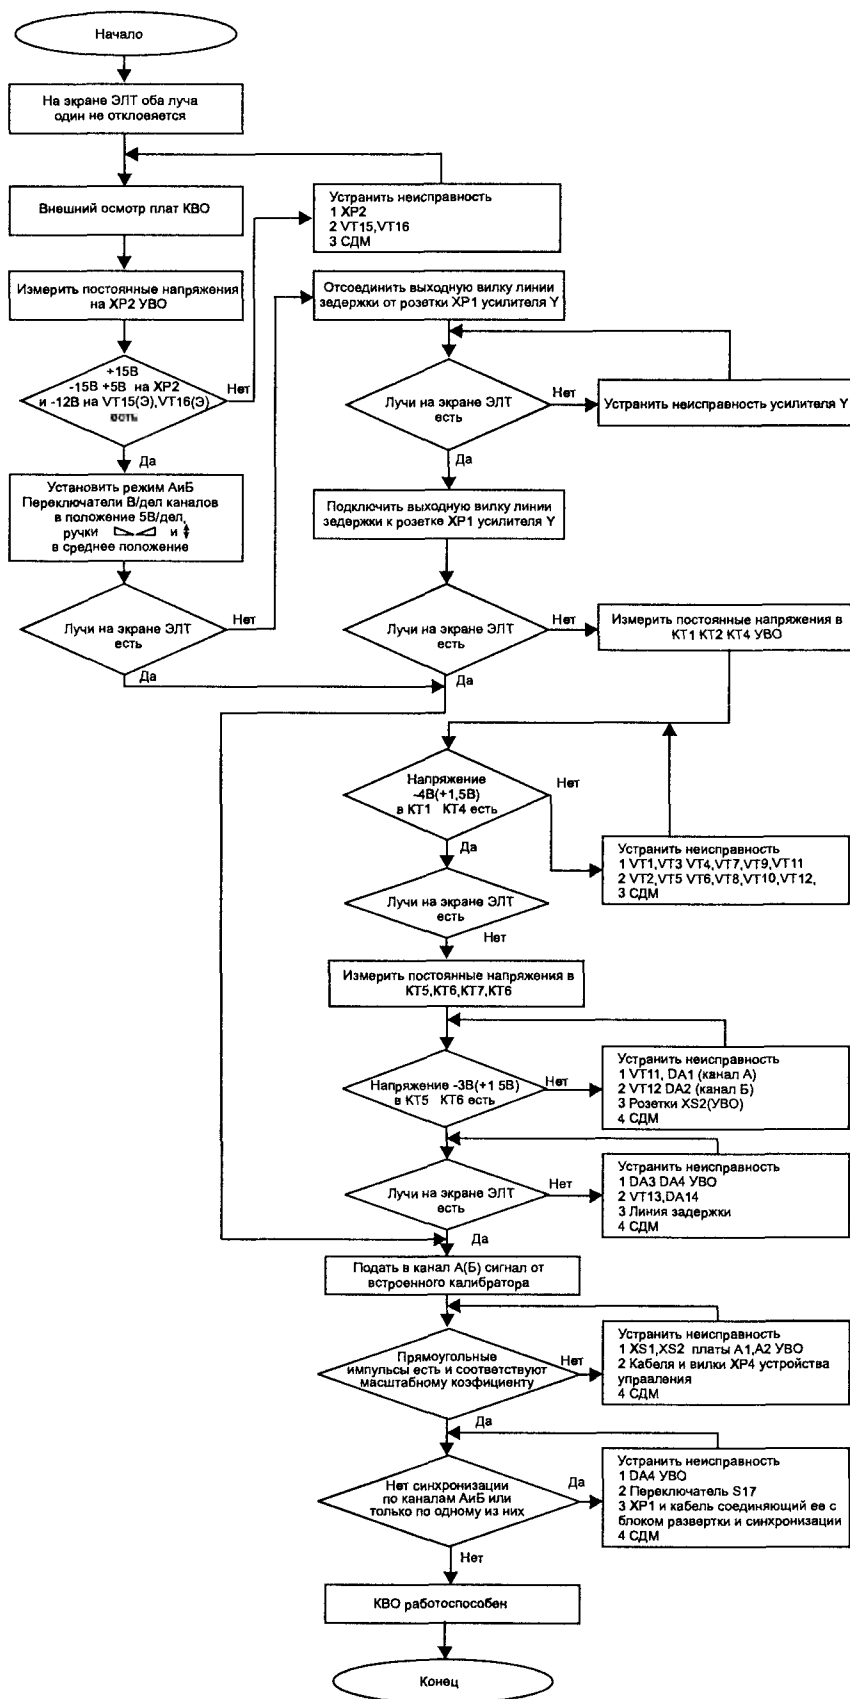 Начало
На экране ЭЛТ оба луча
один не откловяется
Внешний осмотр плат КВО
Устранить неисправность
1 XP2
2 VT15,VT16
3 СДМ
Измерить постоянные напряжения
на XP2 УВО
Отсоединить выходную вилку линии
задержки от розетки XP1 усилителя Y
+15В
-15В +5В на XP2
и -12В на VT15(Э),VT16(Э)
есть
Нет
Да
Лучи на экране ЭЛТ
есть
Нет
Устранить неисправность усилителя Y
Да
Установить режим АиБ
Переключатели В/дел каналов
в положение 5В/дел,
ручки и
в среднее положение
Подключить выходную вилку линии
задержки к розетке XP1 усилителя Y
Лучи на экране ЭЛТ
есть
Нет
Да
Лучи на экране ЭЛТ
есть
Нет
Да
Измерить постоянные напряжения в
КТ1 КТ2 КТ4 УВО
Напряжение
-4В(+1,5В)
в КТ1 КТ4 есть
Нет
Да
Устранить неисправность
1 VT1,VT3 VT4,VT7,VT9,VT11
2 VT2,VT5 VT6,VT8,VT10,VT12,
3 СДМ
Лучи на экране ЭЛТ
есть
Нет
Измерить постоянные напряжения в
КТ5,КТ6,КТ7,КТ6
Напряжение -3В(+1 5В)
в КТ5 КТ6 есть
Нет
Устранить неисправность
1 VT11, DA1 (канал А)
2 VT12 DA2 (канал Б)
3 Розетки XS2(УВО)
4 СДМ
Лучи на экране ЭЛТ
есть
Нет
Да
Устранить неисправность
1 DA3 DA4 УВО
2 VT13,DA14
3 Линия задержки
4 СДМ
Подать в канал А(Б) сигнал от
встроенного калибратора
Прямоугольные
импульсы есть и соответствуют
масштабному коэфициенту
Нет
Да
Устранить неисправность
1 XS1,XS2 платы А1,А2 УВО
2 Кабеля и вилки XP4 устройства
управления
4 СДМ
Нет синхронизации
по каналам АиБ или
только по одному из них
Да
Нет
Устранить неисправность
1 DA4 УВО
2 Переключатель S17
3 XP1 и кабель соединяющий ее с
блоком развертки и синхронизации
4 СДМ
КВО работоспособен
Конец